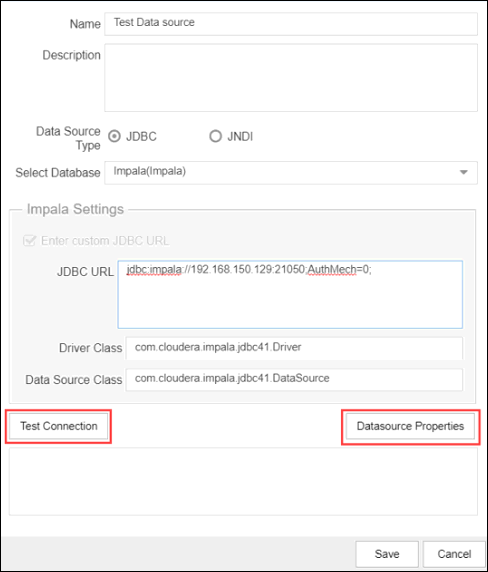 Name
Test Data source
Description
Data Source
Type
JDBC
JNDI
Select Database
Impala(Impala)
Impala Settings
Enter custom JDBC URL
JDBC URL
jdbc:impala://192.168.150.129:21050;AuthMech=0;
Driver Class
com.cloudera.impala.jdbc41.Driver
Data Source Class
com.cloudera.impala.jdbc41.DataSource
Test Connection
Datasource Properties
Save
Cancel